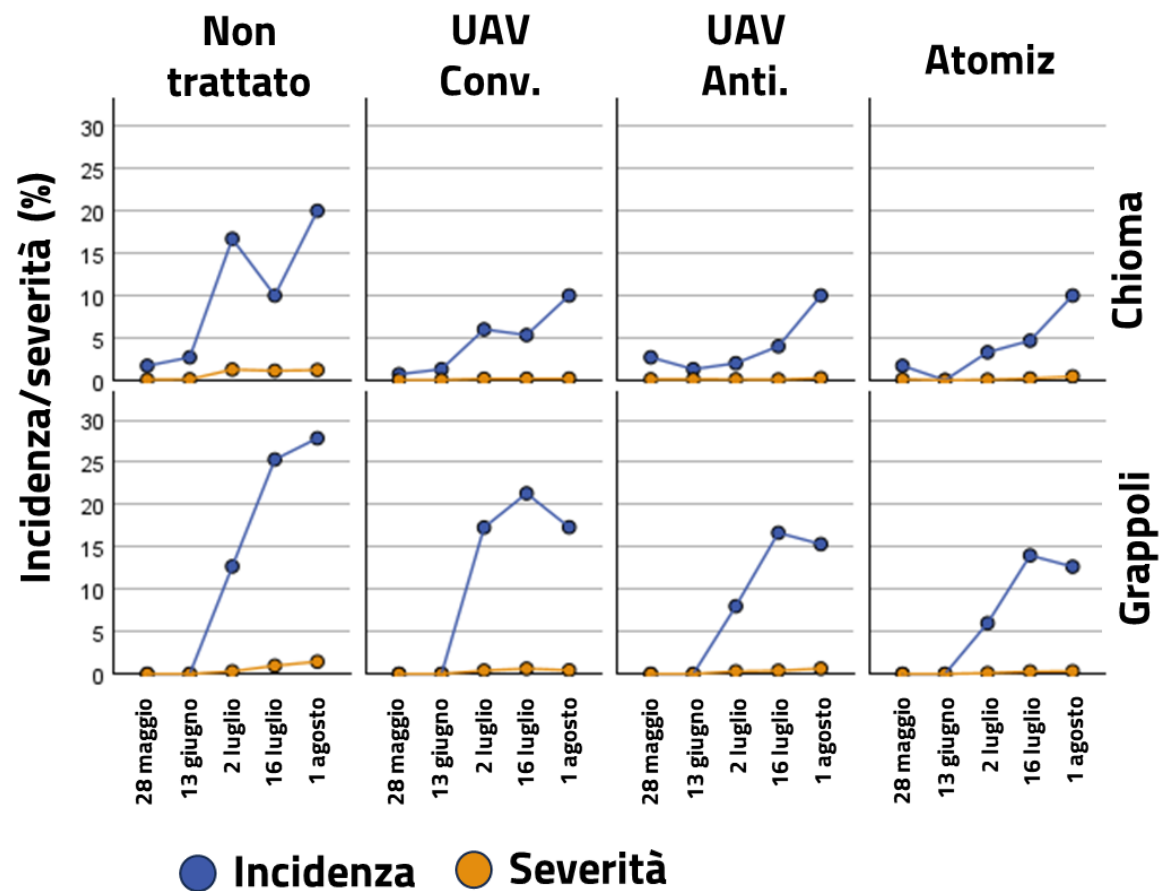 Non
trattato
UAV
Conv.
UAV
Anti.
Atomiz
Incidenza/severità (%)
30
25
20
15
10
5
0
Chioma
30
25
20
15
10
5
0
Grappoli
28 maggio
13 giugno
2 luglio
16 luglio
1 agosto
28 maggio
13 giugno
2 luglio
16 luglio
1 agosto
28 maggio
13 giugno
2 luglio
16 luglio
1 agosto
28 maggio
13 giugno
2 luglio
16 luglio
1 agosto
Incidenza
Severità